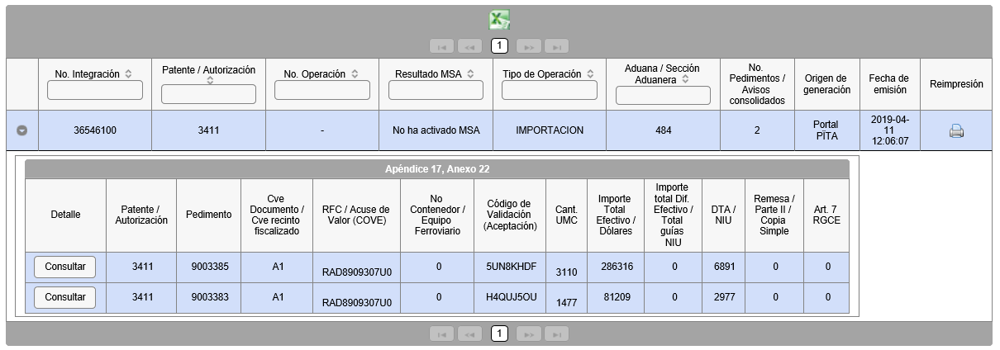 1
No. Integración
Patente / Autorización
No. Operación
Resultado MSA
Tipo de Operación
Aduana / Sección
Aduanera
No.
Pedimentos /
Avisos
consolidados
Origen de
generación
Fecha de
emisión
Reimpresión
36546100
3411
-
No ha activado MSA
IMPORTACION
484
2
Portal
PÏTA
2019-04-
11
12:06:07
Apéndice 17, Anexo 22
Detalle
Patente /
Autorización
Pedimento
Cve
Documento /
Cve recinto
fiscalizado
RFC / Acuse de
Valor (COVE)
No
Contenedor /
Equipo
Ferroviario
Código de
Validación
(Aceptación)
Cant.
UMC
Importe
Total
Efectivo /
Dólares
Importe
total Dif.
Efectivo /
Total
guías
NIU
DTA /
NIU
Remesa /
Parte II /
Copia
Simple
Art. 7
RGCE
Consultar
3411
9003385
A1
RAD8909307U0
0
5UN8KHDF
3110
286316
0
6891
0
0
Consultar
3411
9003383
A1
RAD8909307U0
0
H4QUJ5OU
1477
81209
0
2977
0
0
1